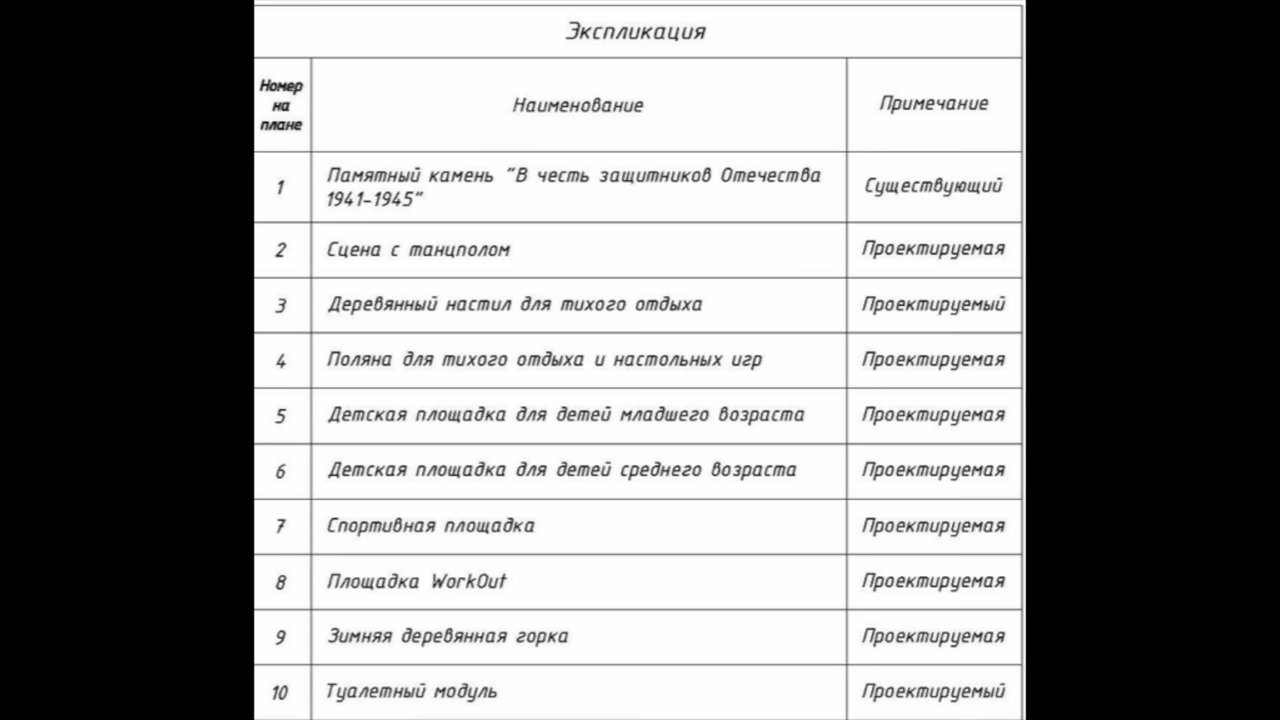 Экспликация
Номер
на
плане
Наименование
Примечание
1
Памятный камень "В честь защитников Отечества
1941-1945"
Существующий
2
Сцена с танцполом
Проектируемая
3
Деревянный настил для тихого отдыха
Проектируемый
4
Поляна для тихого отдыха и настольных игр
Проектируемая
5
Детская площадка для детей младшего возраста
Проектируемая
6
Детская площадка для детей среднего возраста
Проектируемая
7
Спортивная площадка
Проектируемая
8
Площадка WorkOut
Проектируемая
9
Зимняя деревянная горка
Проектируемая
10
Туалетный модуль
Проектируемый